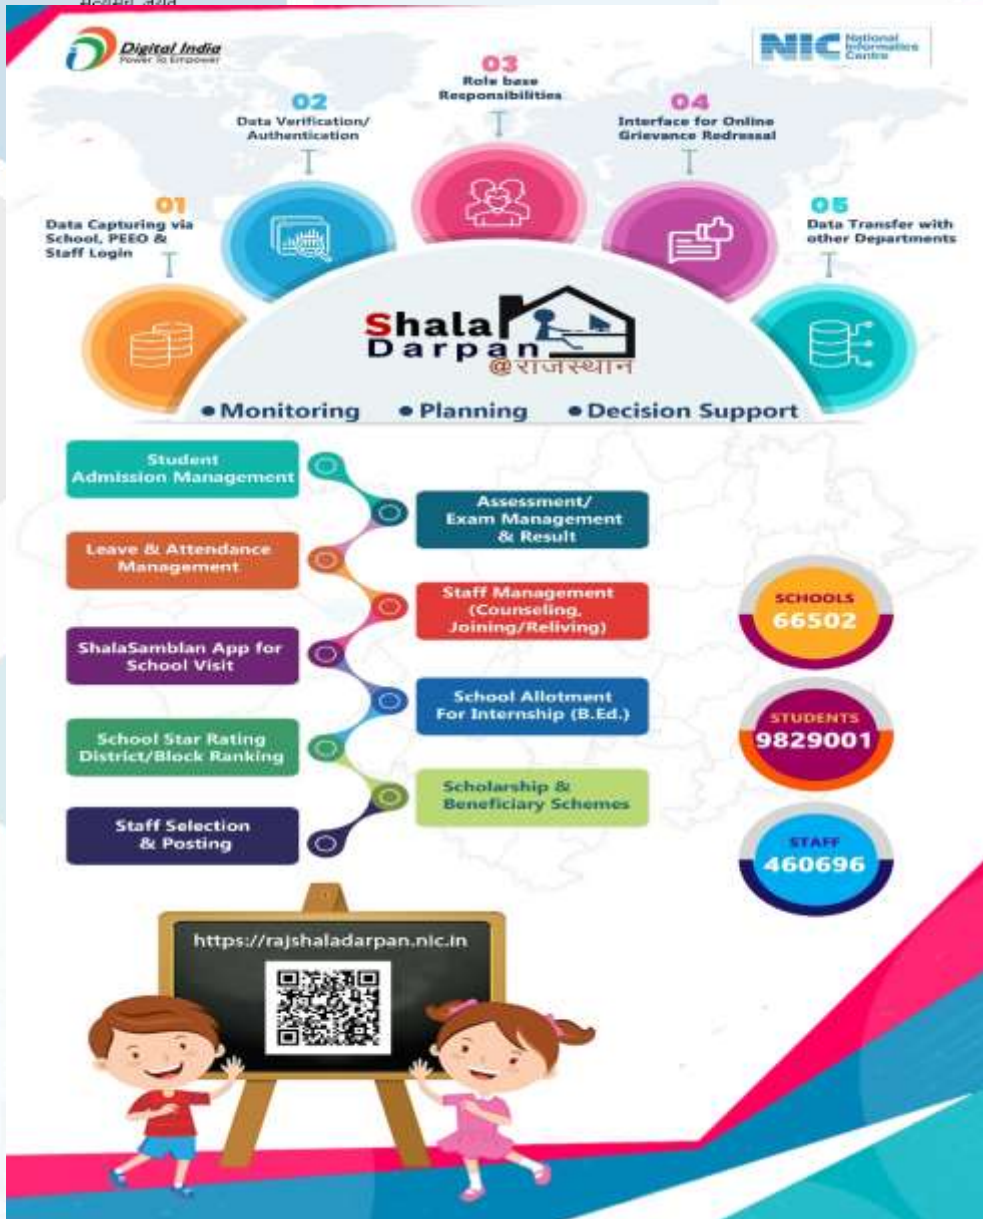 Digital India
Power To Empower
NIC National
Informatics
Centre
03
Role base
Responsibilities
02
Data Verification/
Authentication
04
Interface for Online
Grievance Redressal
01
Data Capturing via
School, PEEO &
Staff Login
05
Data Transfer with
other Departments
Shala
Darpan
@राजस्थान
• Monitoring • Planning • Decision Support
Student
Admission Management
Assessment/
Exam Management
& Result
Leave & Attendance
Management
Staff Management
(Counseling,
Joining/Reliving)
ShalaSamblan App for
School Visit
School Allotment
For Internship (B.Ed.)
School Star Rating
District/Block Ranking
Scholarship &
Beneficiary Schemes
Staff Selection
& Posting
SCHOOLS
66502
STUDENTS
9829001
STAFF
460696
https://rajshaladarpan.nic.in